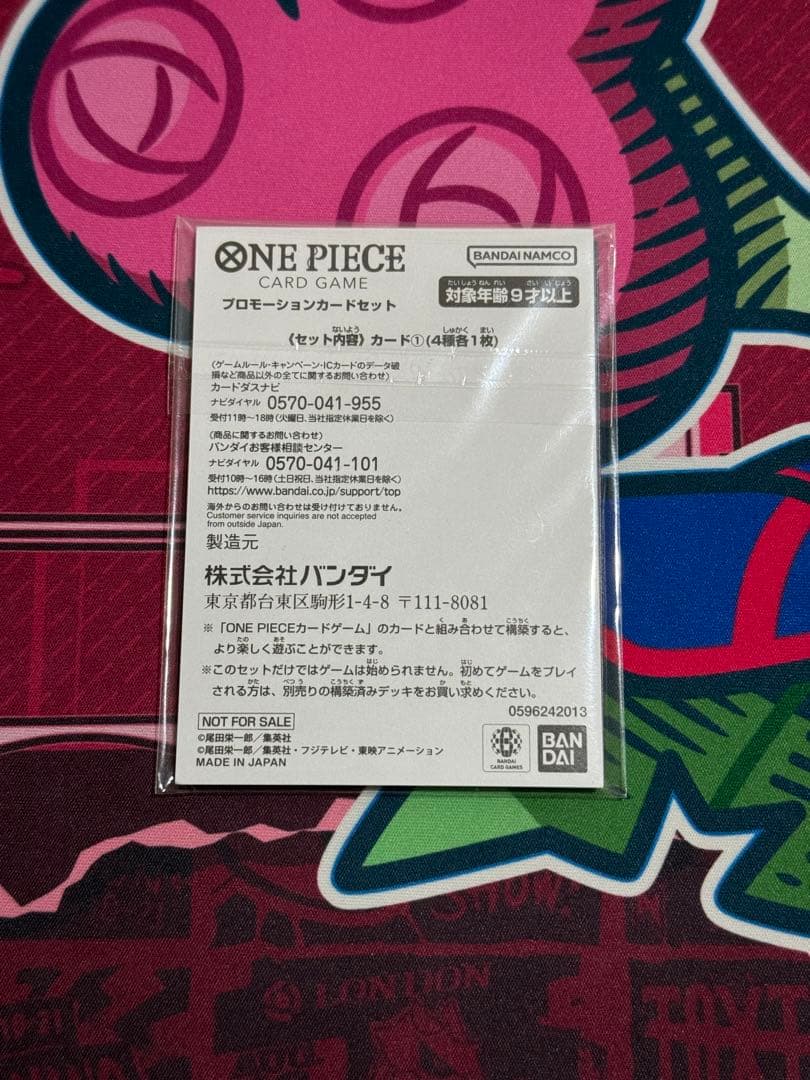 ONE PIECE
CARD GAME
BANDAI NAMCO
プロモーションカードセット
対象年齢9才以上
《セット内容》カード①(4種各1枚)
(ゲームルール・キャンペーン・ICカードのデータ破
損など商品以外の全てに関するお問い合わせ)
カードダスナビ
ナビダイヤル 0570-041-955
受付11時〜18時(火曜日、当社指定休業日を除く)
(商品に関するお問い合わせ)
バンダイお客様相談センター
ナビダイヤル 0570-041-101
受付10時〜16時(土日祝日、当社指定休業日を除く)
https://www.bandai.co.jp/support/top
海外からのお問い合わせは受け付けておりません。
Customer service inquiries are not accepted
from outside Japan.
製造元
株式会社バンダイ
東京都台東区駒形1-4-8 〒111-8081
※「ONE PIECEカードゲーム」のカードと組み合わせて構築すると、
より楽しく遊ぶことができます。
※このセットだけではゲームは始められません。初めてゲームをプレイ
される方は、別売りの構築済みデッキをお買い求めください。
0596242013
NOT FOR SALE
©尾田栄一郎／集英社
©尾田栄一郎／集英社・フジテレビ・東映アニメーション
MADE IN JAPAN
BANDAI
CARD GAMES
BAN
DAI
SHOW!
LONDON